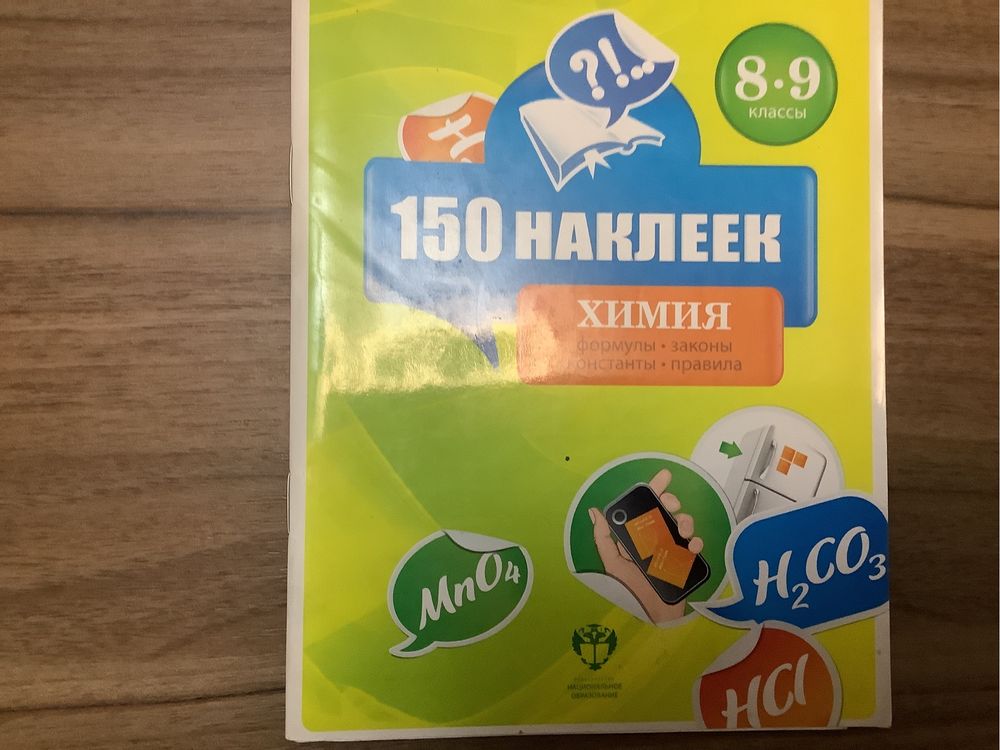 ?!...
8·9
классы
Н
150 НАКЛЕЕК
ХИМИЯ
формулы • законы
константы • правила
MnO4
H2CO3
HCl
НАЦИОНАЛЬНОЕ
ОБРАЗОВАНИЕ